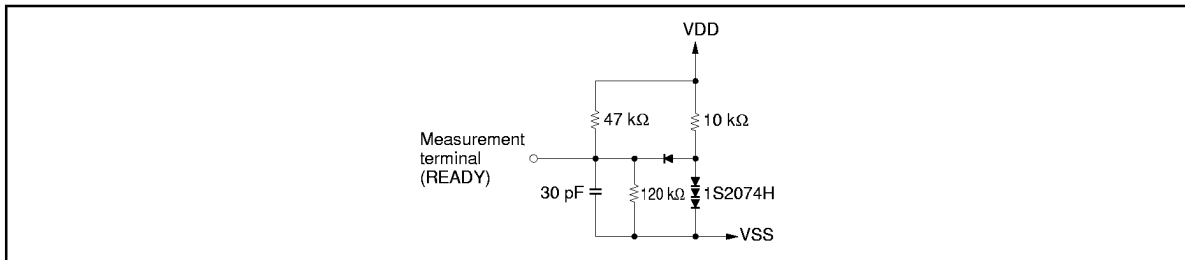 VDD
47 kΩ
10 kΩ
Measurement
terminal
(READY)
30 pF
120 kΩ
1S2074H
VSS